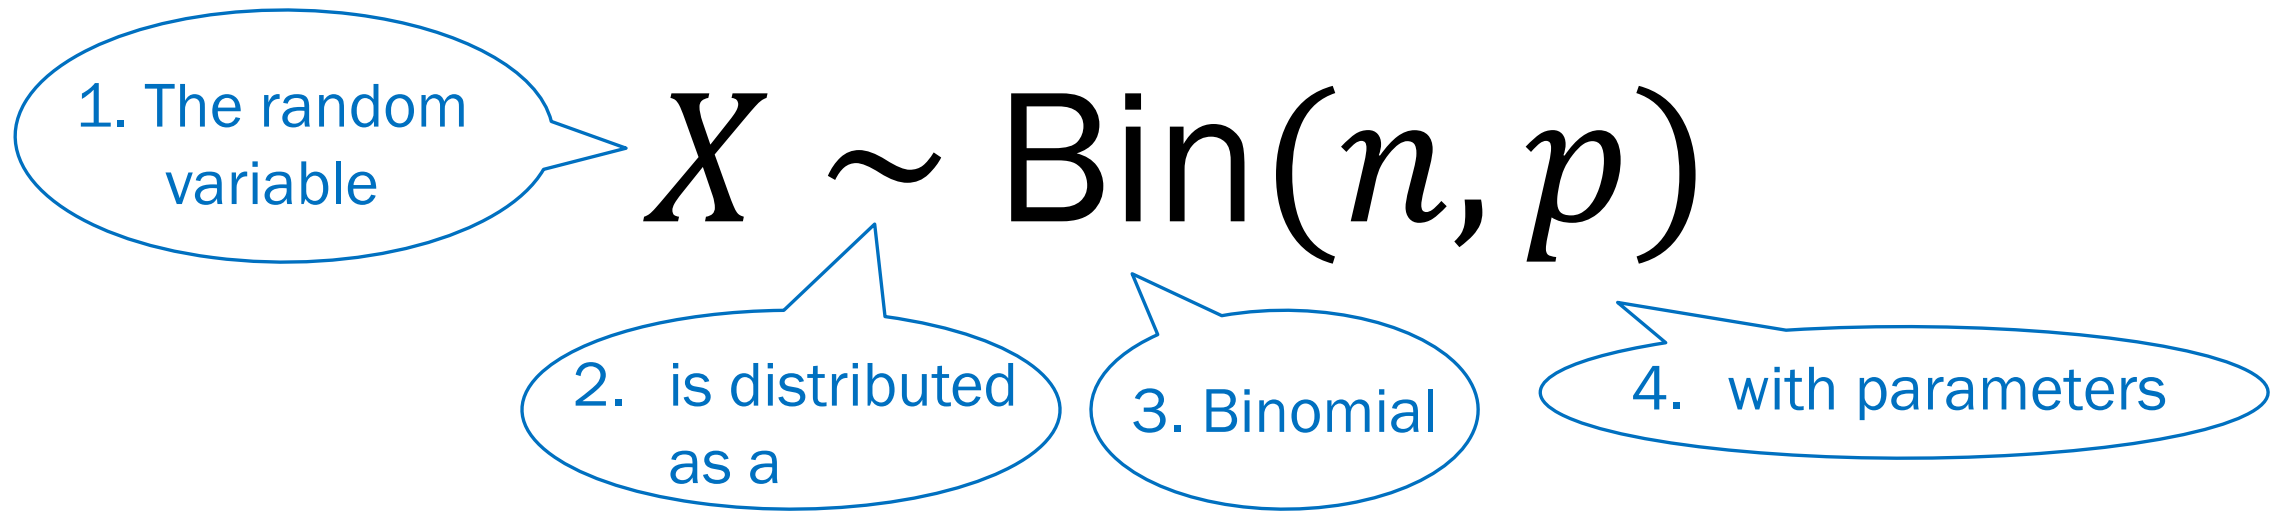 1. The random
variable
X ~ Bin(n, p)
2. is distributed
as a
3. Binomial
4. with parameters